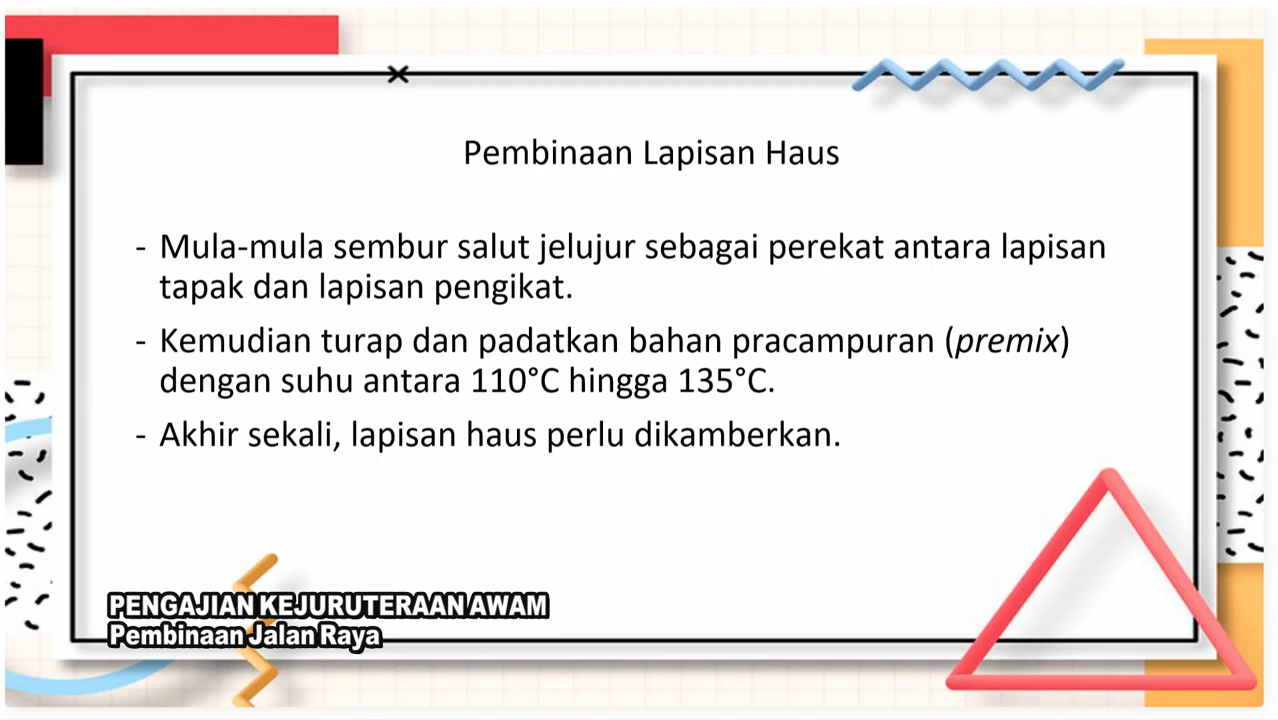 Pembinaan Lapisan Haus
- Mula-mula sembur salut jelujur sebagai perekat antara lapisan
tapak dan lapisan pengikat.
- Kemudian turap dan padatkan bahan pracampuran (premix)
dengan suhu antara 110°C hingga 135°C.
- Akhir sekali, lapisan haus perlu dikamberkan.
PENGAJIAN KEJURUTERAAN AWAM
Pembinaan Jalan Raya